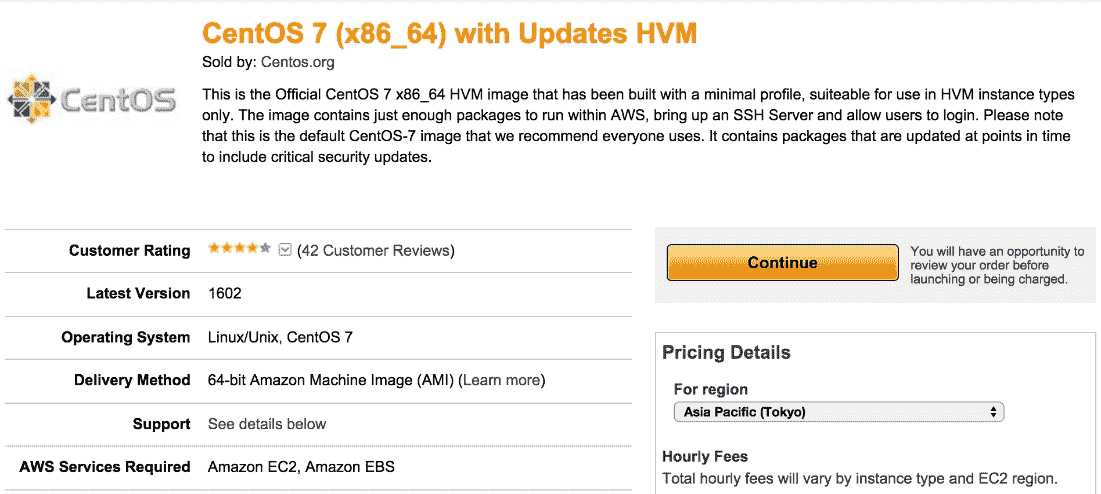 CentOS 7 (x86_64) with Updates HVM
Sold by: Centos.org
CentOS
This is the Official CentOS 7 x86_64 HVM image that has been built with a minimal profile, suiteable for use in HVM instance types
only. The image contains just enough packages to run within AWS, bring up an SSH Server and allow users to login. Please note
that this is the default CentOS-7 image that we recommend everyone uses. It contains packages that are updated at points in time
to include critical security updates.
Customer Rating (42 Customer Reviews)
Latest Version 1602
Operating System Linux/Unix, CentOS 7
Delivery Method 64-bit Amazon Machine Image (AMI) (Learn more)
Support See details below
AWS Services Required Amazon EC2, Amazon EBS
Continue
You will have an opportunity to
review your order before
launching or being charged.
Pricing Details
For region
Asia Pacific (Tokyo)
Hourly Fees
Total hourly fees will vary by instance type and EC2 region.